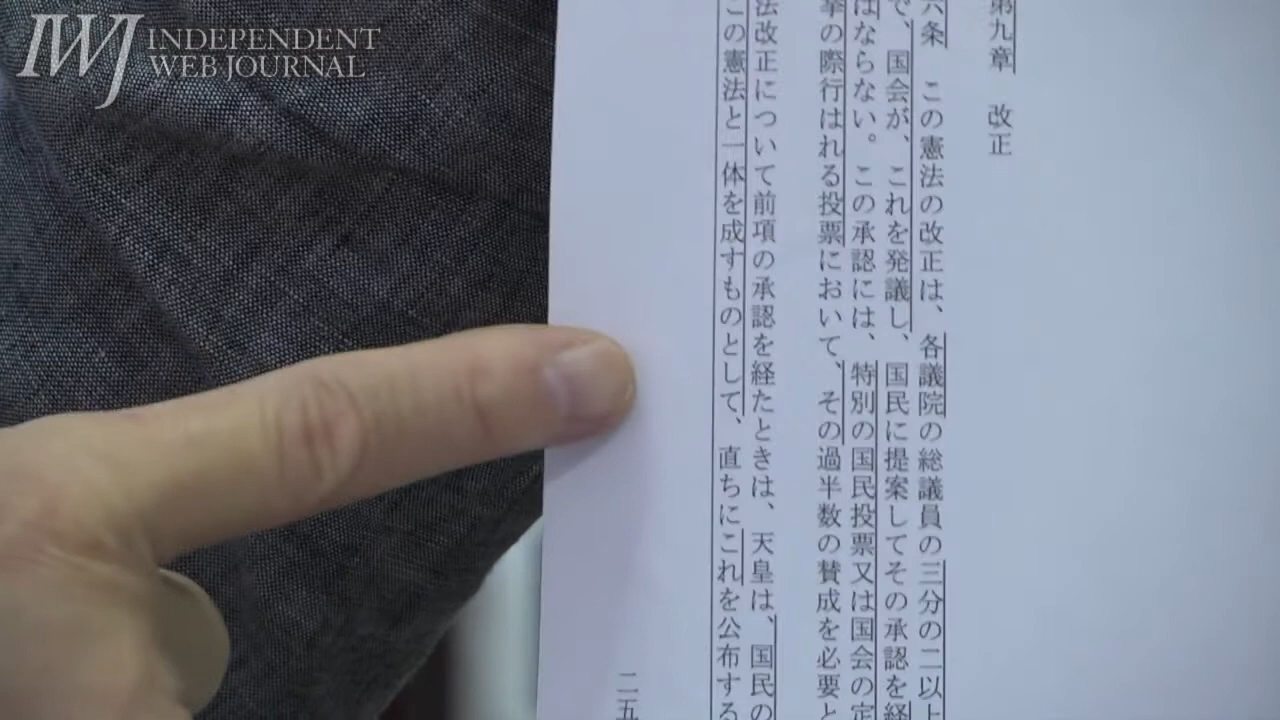 IWJ INDEPENDENT
WEB JOURNAL
第九章 改正
六条 この憲法の改正は、各議院の総議員の三分の二以上
で、国会が、これを発議し、国民に提案してその承認を経
はならない。この承認には、特別の国民投票又は国会の定
挙の際行はれる投票において、その過半数の賛成を必要と
法改正について前項の承認を経たときは、天皇は、国民の
この憲法と一体を成すものとして、直ちにこれを公布する
二五